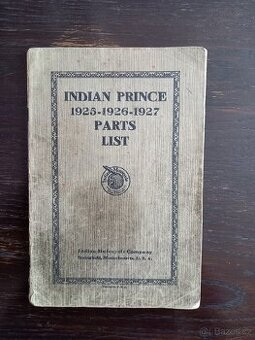 INDIAN PRINCE
1925-1926-1927
PARTS
LIST
Indian Motocycle Company
Springfield, Massachusetts, U. S. A.